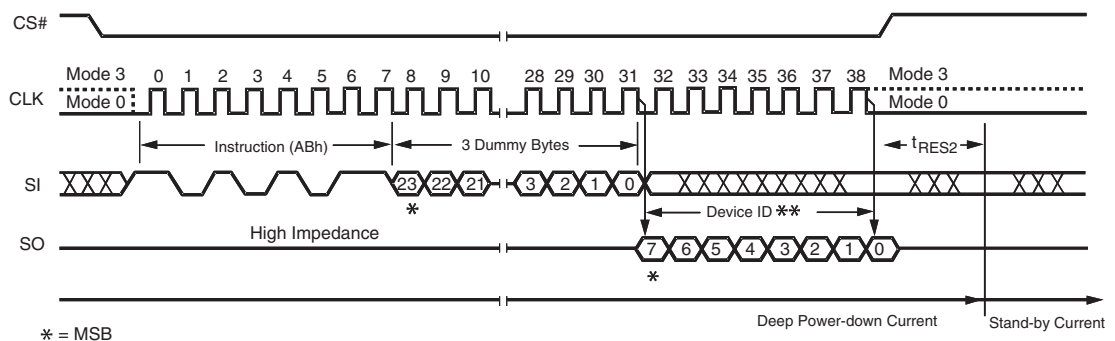 CS#
Mode 3 0 1 2 3 4 5 6 7 8 9 10 28 29 30 31 32 33 34 35 36 37 38 Mode 3
CLK Mode 0 Mode 0
Instruction (ABh) 3 Dummy Bytes tRES2
SI 23 22 21 3 2 1 0
* Device ID **
High Impedance
SO 7 6 5 4 3 2 1 0
*
Deep Power-down Current Stand-by Current
* = MSB